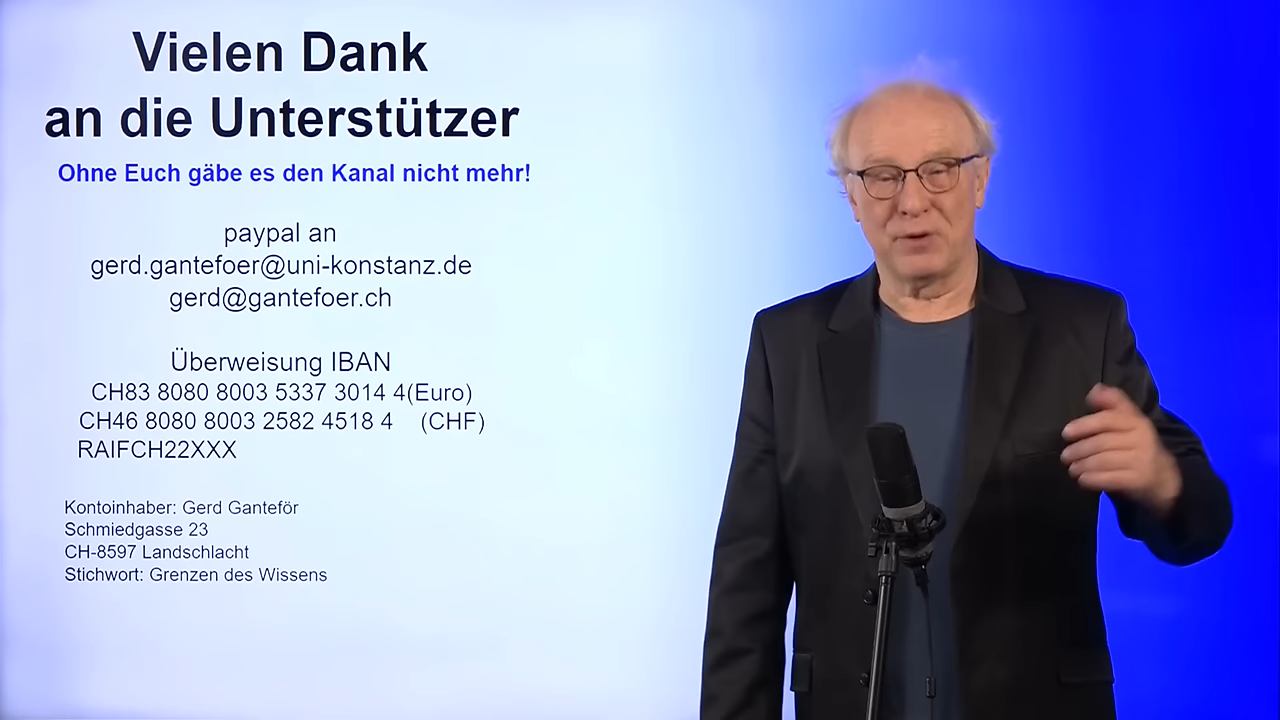 Vielen Dank
an die Unterstützer
Ohne Euch gäbe es den Kanal nicht mehr!
paypal an
gerd.gantefoer@uni-konstanz.de
gerd@gantefoer.ch
Überweisung IBAN
CH83 8080 8003 5337 3014 4(Euro)
CH46 8080 8003 2582 4518 4 (CHF)
RAIFCH22XXX
Kontoinhaber: Gerd Ganteför
Schmiedgasse 23
CH-8597 Landschlacht
Stichwort: Grenzen des Wissens